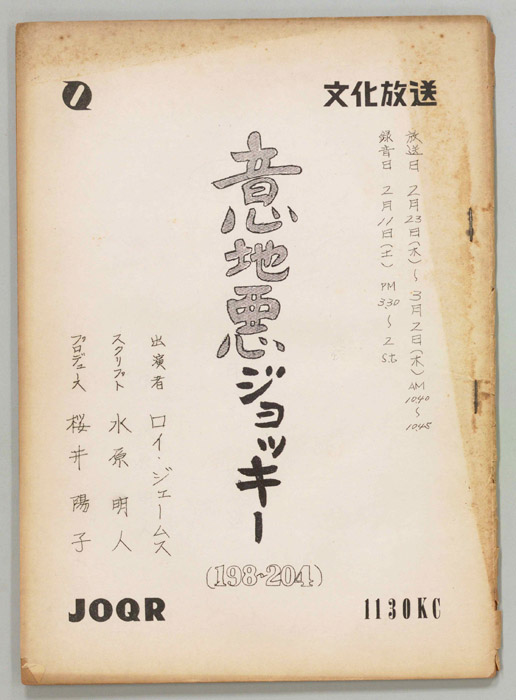 文化放送
放送日 2月23日(木)〜3月2日(木) AM 10:40〜10:45
録音日 2月11日(土) PM 3:30〜 2 St.
意地悪ジョッキー
(198〜204)
出演者 ロイ・ジェームス
スクリプト 水原明人
プロデュース 桜井陽子
JOQR
1130KC